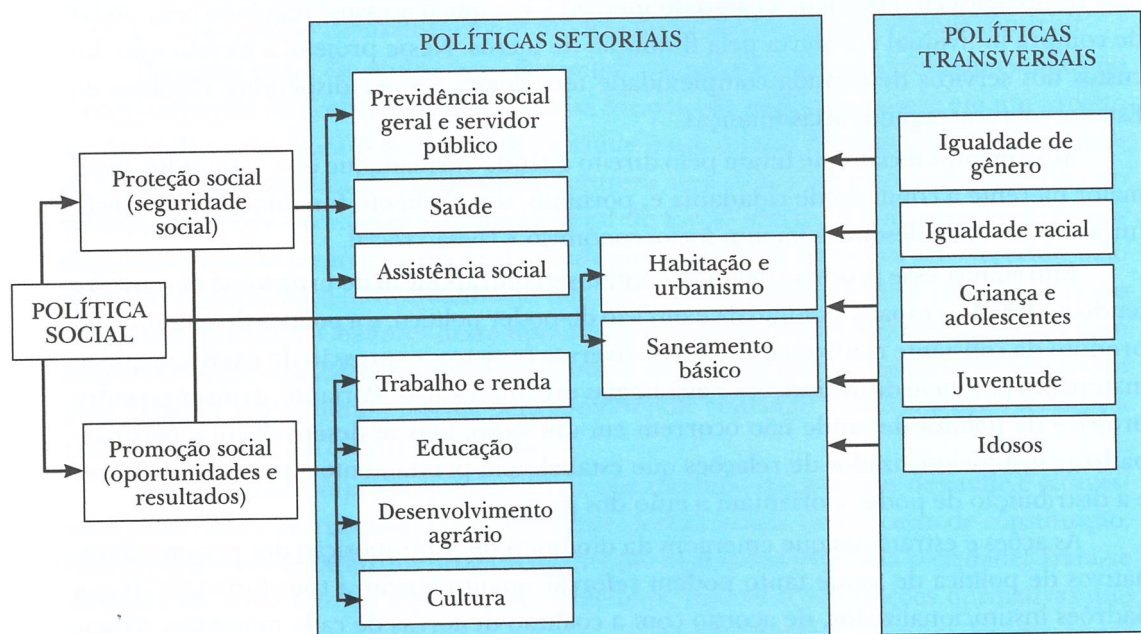 POLÍTICAS SETORIAIS
POLÍTICAS
TRANSVERSAIS
POLÍTICA
SOCIAL
Proteção social
(seguridade
social)
Promoção social
(oportunidades e
resultados)
Previdência social
geral e servidor
público
Saúde
Assistência social
Trabalho e renda
Educação
Desenvolvimento
agrário
Cultura
Habitação e
urbanismo
Saneamento
básico
Igualdade de
gênero
Igualdade racial
Criança e
adolescentes
Juventude
Idosos